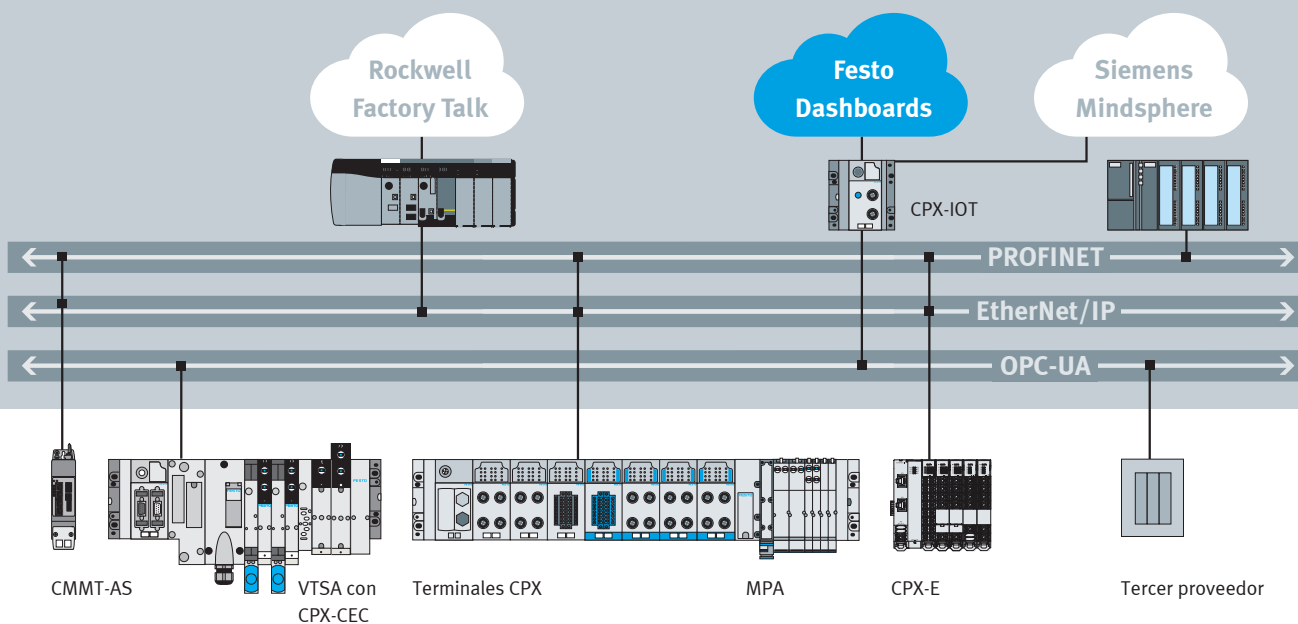 Rockwell
Factory Talk
Festo
Dashboards
Siemens
Mindsphere
CPX-IOT
PROFINET
EtherNet/IP
OPC-UA
FESTO
CMMT-AS
VTSA con
CPX-CEC
Terminales CPX
MPA
CPX-E
Tercer proveedor